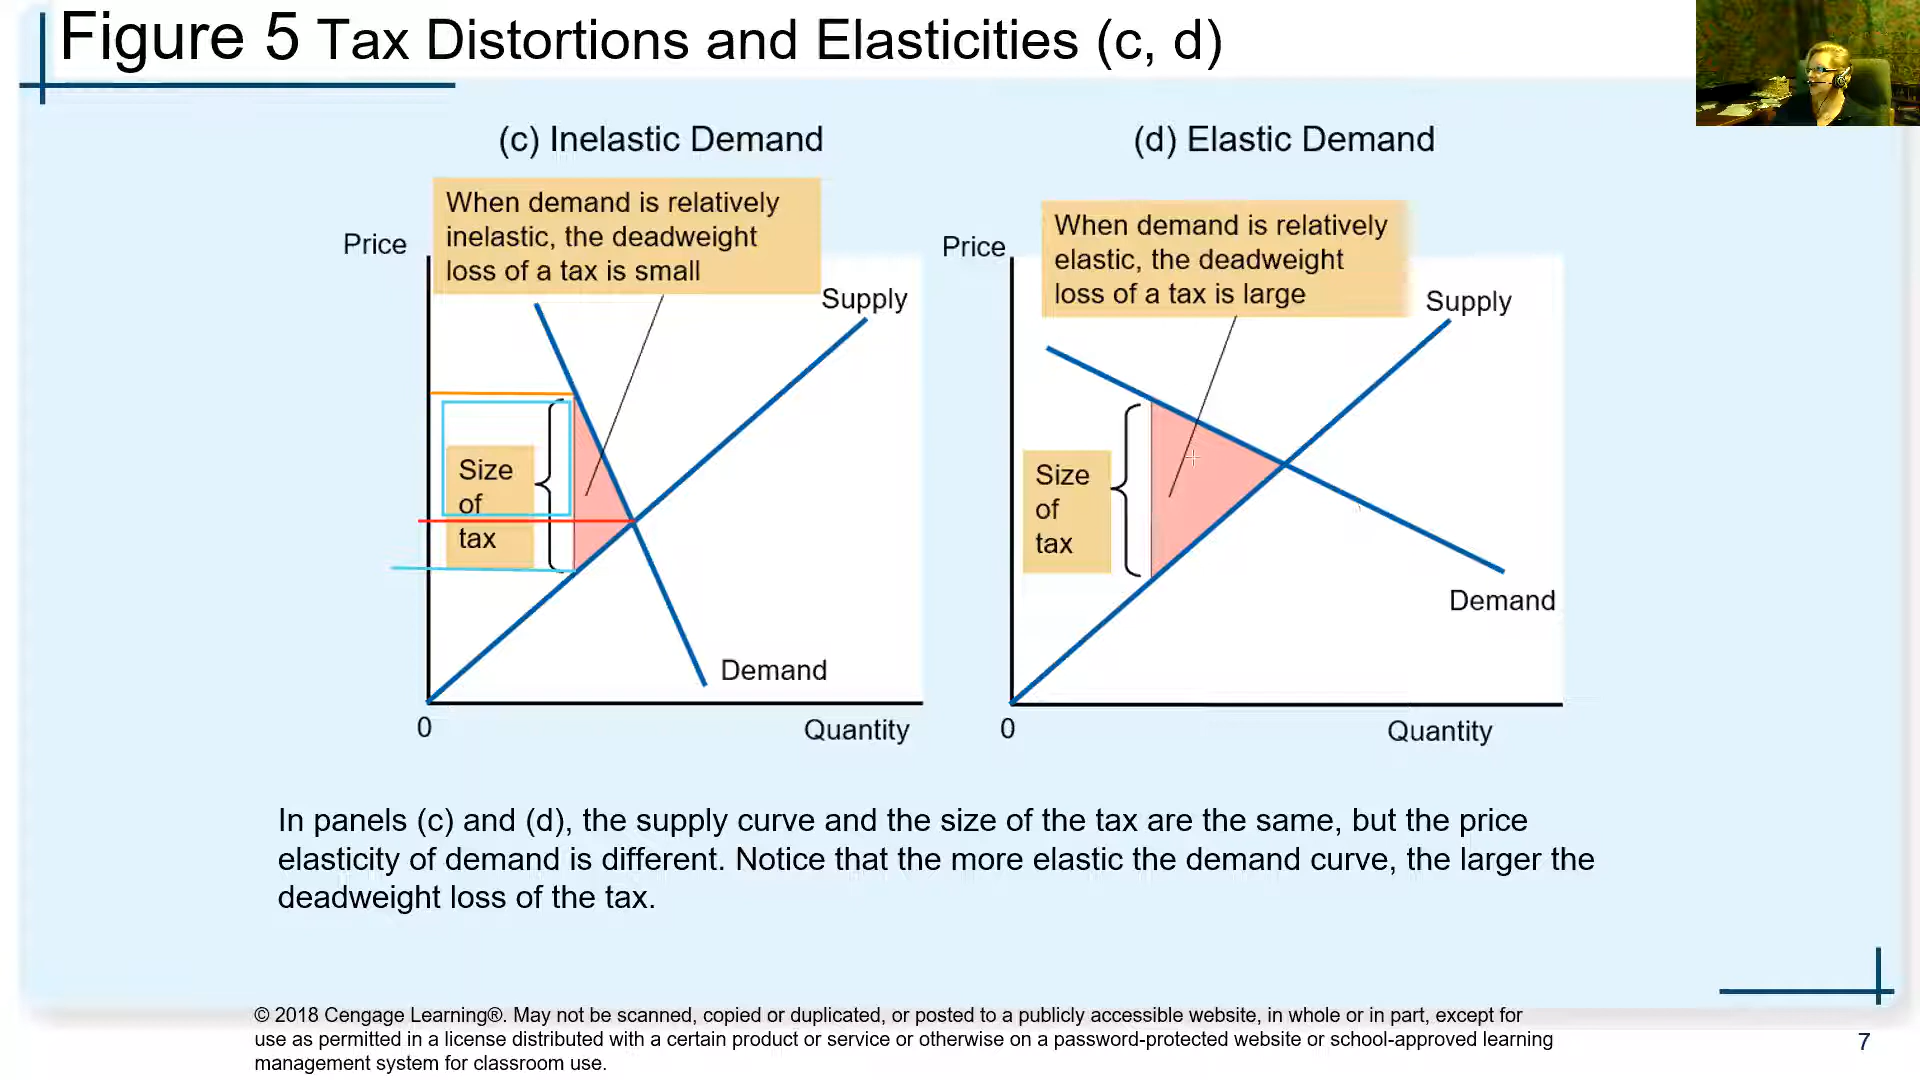 Figure 5 Tax Distortions and Elasticities (c, d)
(c) Inelastic Demand
When demand is relatively
inelastic, the deadweight
loss of a tax is small
Price
Supply
Size
of
tax
Demand
0
Quantity
(d) Elastic Demand
When demand is relatively
elastic, the deadweight
loss of a tax is large
Price
Supply
Size
of
tax
Demand
0
Quantity
In panels (c) and (d), the supply curve and the size of the tax are the same, but the price
elasticity of demand is different. Notice that the more elastic the demand curve, the larger the
deadweight loss of the tax.
© 2018 Cengage Learning®. May not be scanned, copied or duplicated, or posted to a publicly accessible website, in whole or in part, except for
use as permitted in a license distributed with a certain product or service or otherwise on a password-protected website or school-approved learning
management system for classroom use.
7